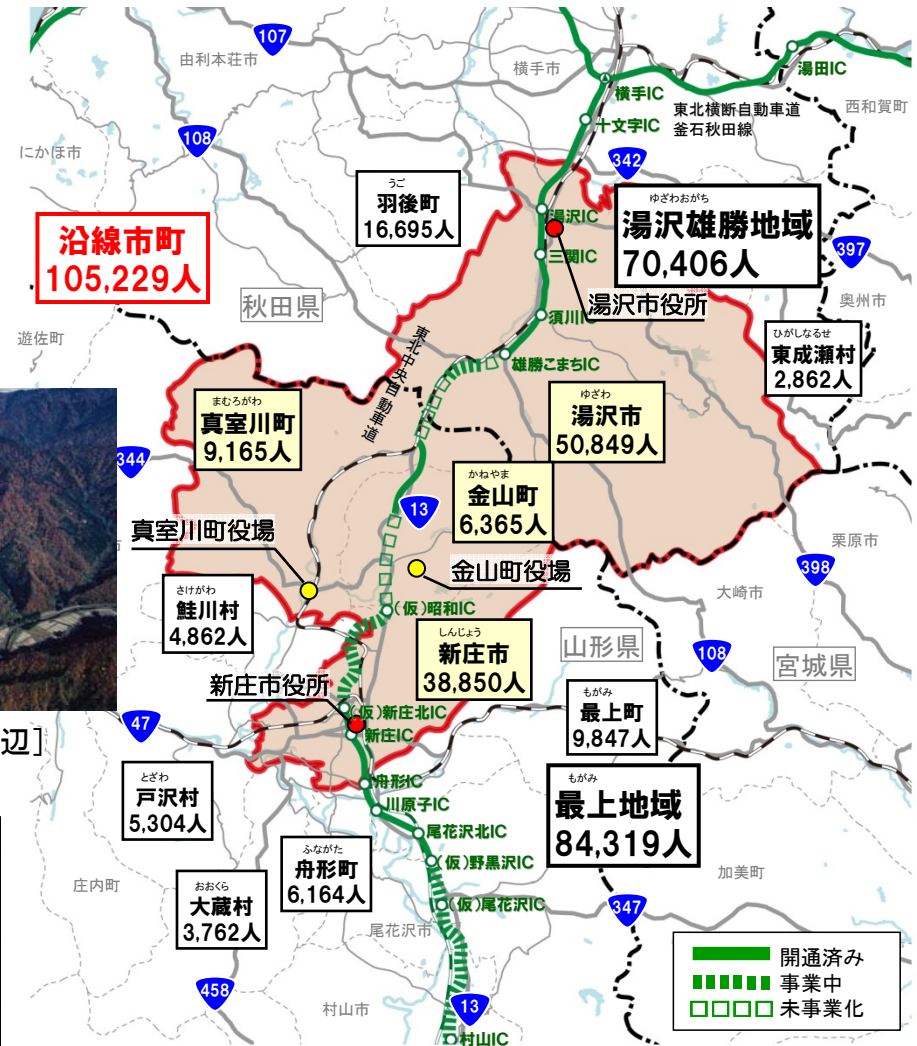 107
由利本荘市
横手市
湯田IC
横手IC
東北横断自動車道
釜石秋田線
西和賀町
十文字IC
108
にかほ市
342
うご
羽後町
16,695人
ゆざわおがち
湯沢雄勝地域
70,406人
湯沢IC
沿線市町
105,229人
三関IC
397
秋田県
湯沢市役所
奥州市
須川IC
遊佐町
東北中央自動車道
ひがしなるせ
東成瀬村
2,862人
雄勝こまちIC
まむろがわ
真室川町
9,165人
ゆざわ
湯沢市
50,849人
344
かねやま
金山町
6,365人
13
真室川町役場
栗原市
金山町役場
398
大崎市
さけがわ
鮭川村
4,862人
(仮)昭和IC
しんじょう
新庄市
38,850人
山形県
108
宮城県
新庄市役所
もがみ
最上町
9,847人
(仮)新庄北IC
47
新庄IC
辺]
とざわ
戸沢村
5,304人
舟形IC
もがみ
最上地域
84,319人
川原子IC
尾花沢北IC
ふながた
舟形町
6,164人
(仮)野黒沢IC
加美町
庄内町
おおくら
大蔵村
3,762人
(仮)尾花沢IC
347
尾花沢市
開通済み
事業中
未事業化
458
村山市
13
村山IC